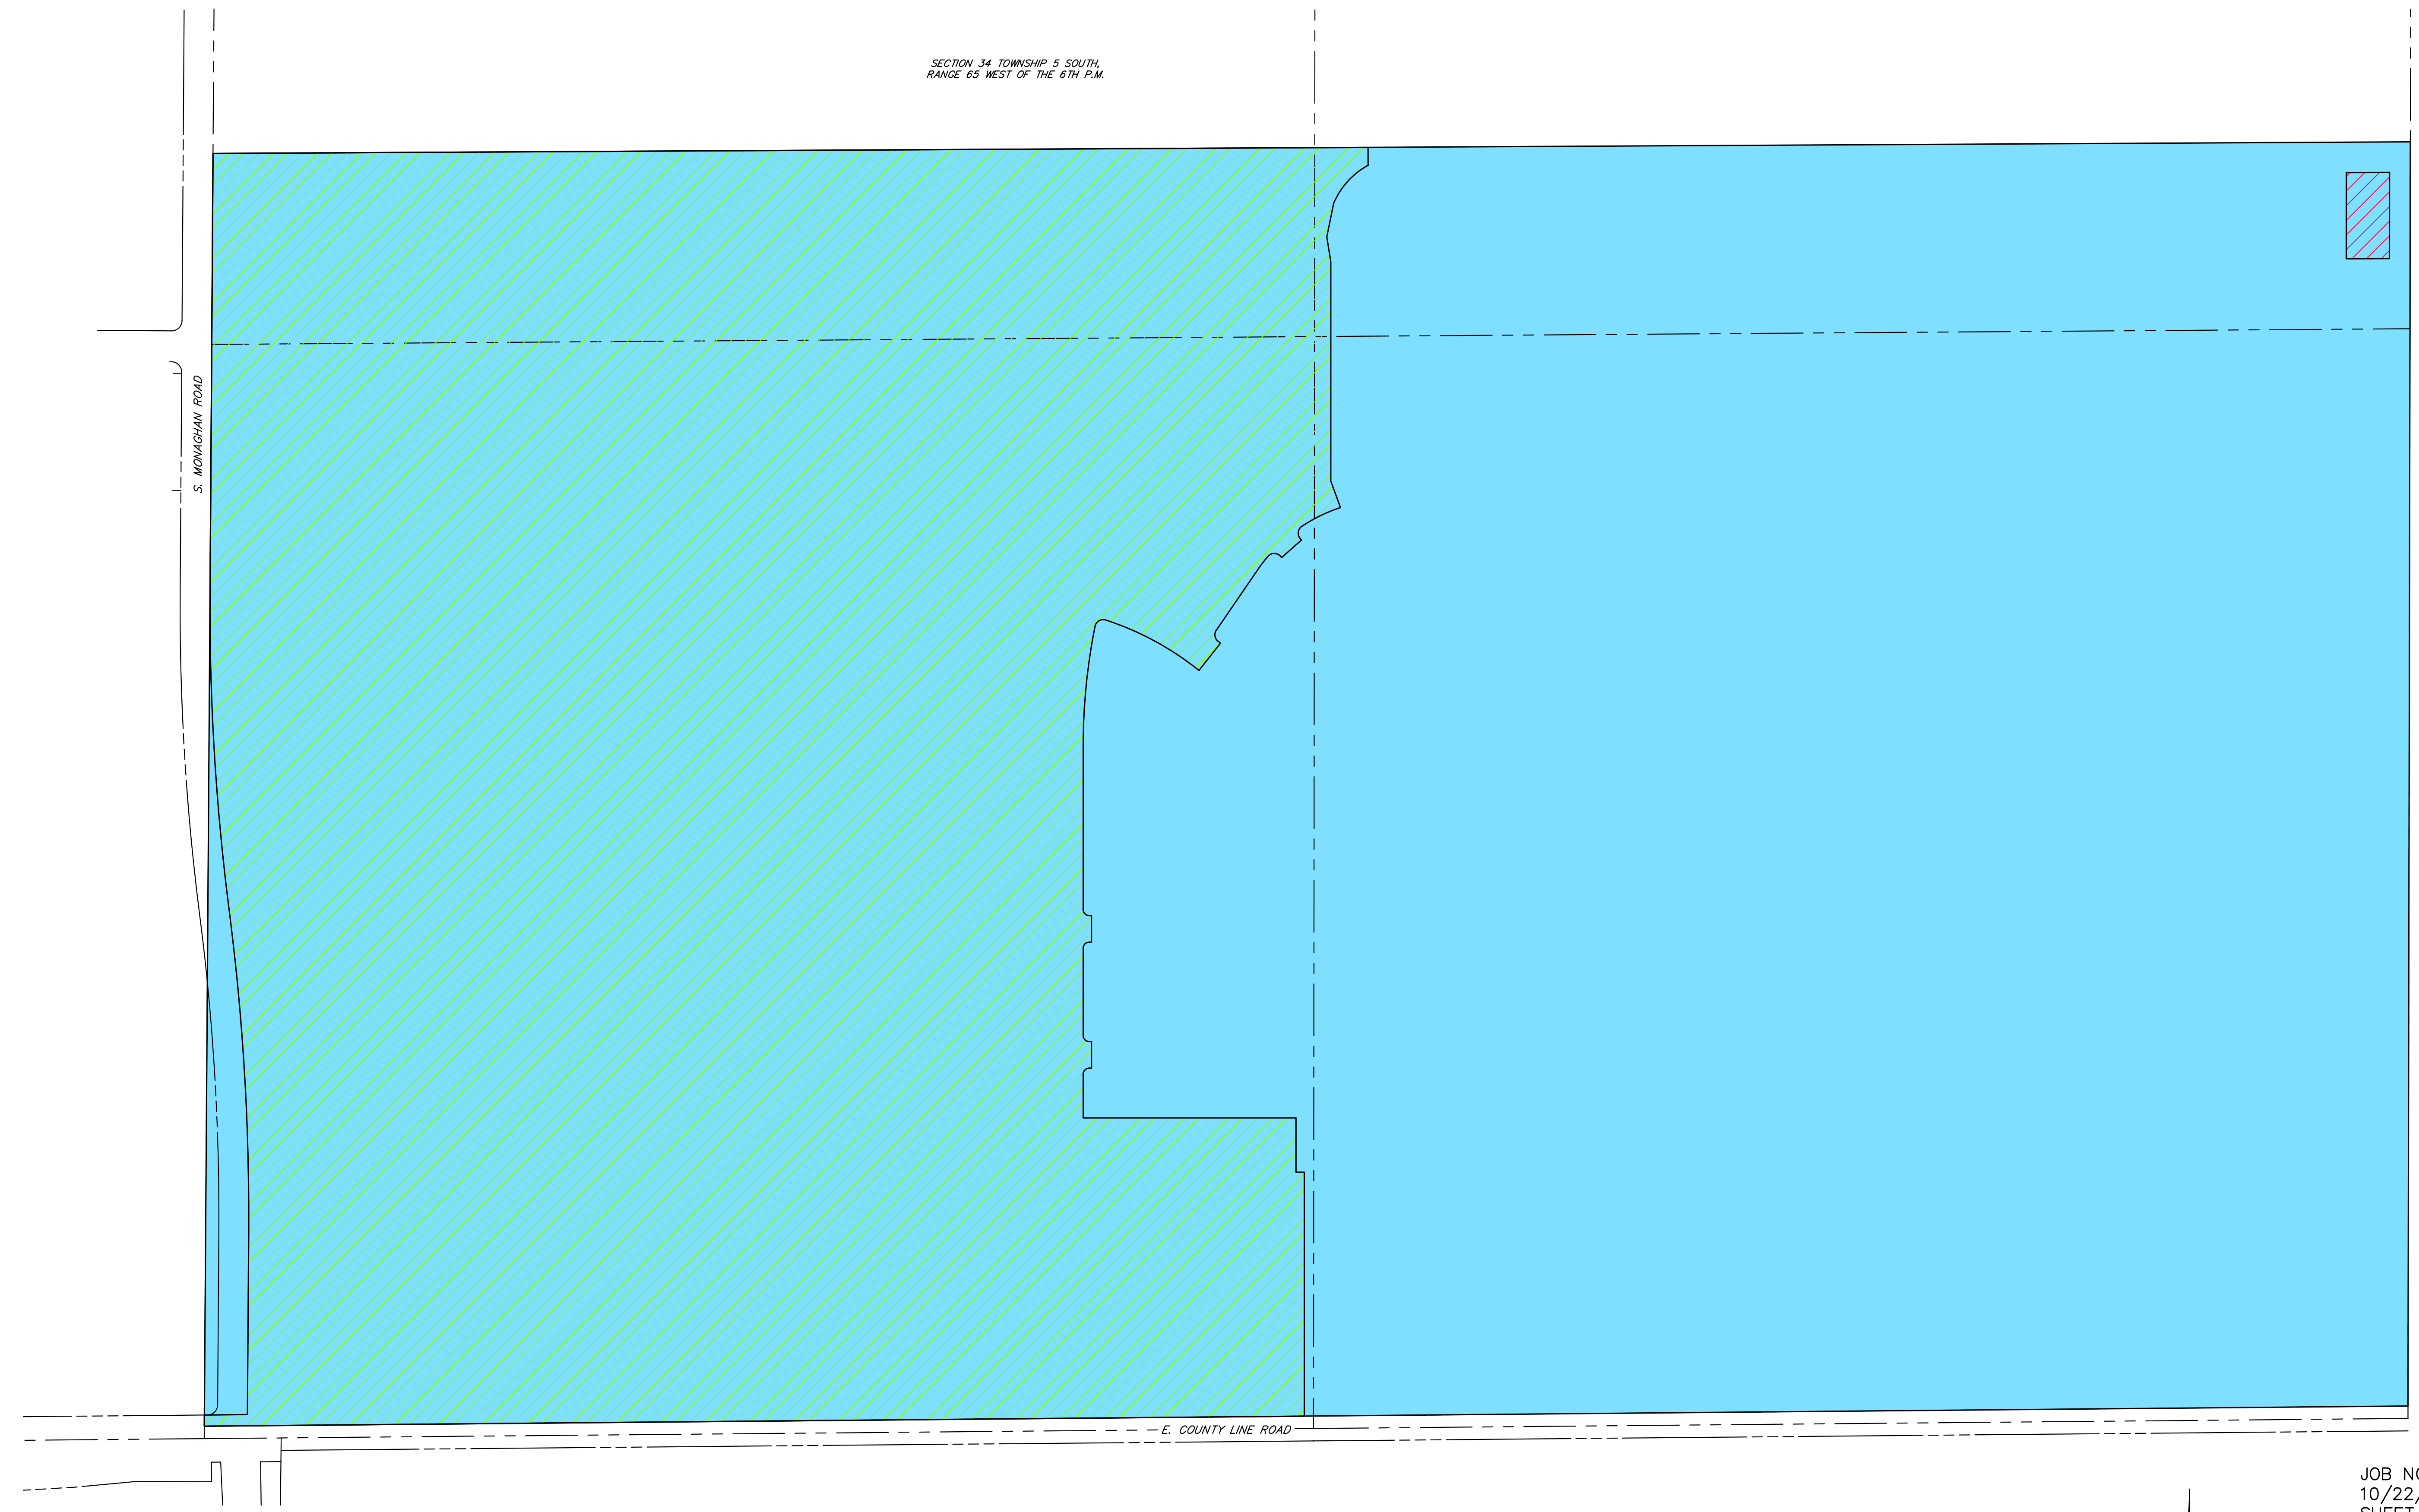 SECTION 34 TOWNSHIP 5 SOUTH,
RANGE 65 WEST OF THE 6TH P.M.
S. MONAGHAN ROAD
E. COUNTY LINE ROAD
JOB
10/22/